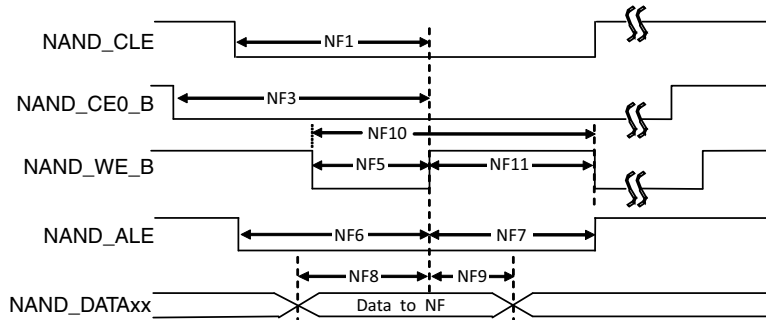 NAND_CLE
NF1
NAND_CE0_B
NF3
NF10
NAND_WE_B
NF5
NF11
NAND_ALE
NF6
NF7
NF8
NF9
NAND_DATAxx
Data to NF